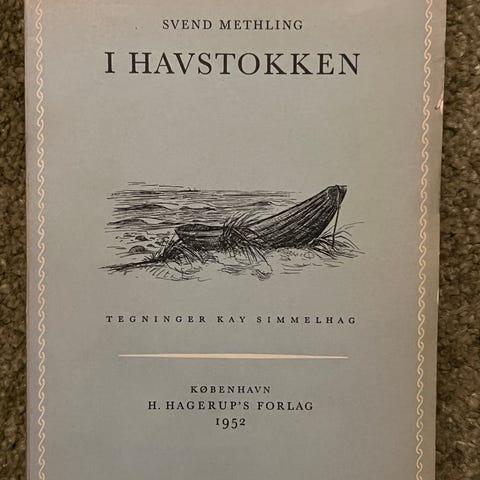 SVEND METHLING
I HAVSTOKKEN
TEGNINGER KAY SIMMELHAG
KØBENHAVN
H. HAGERUP'S FORLAG
1952